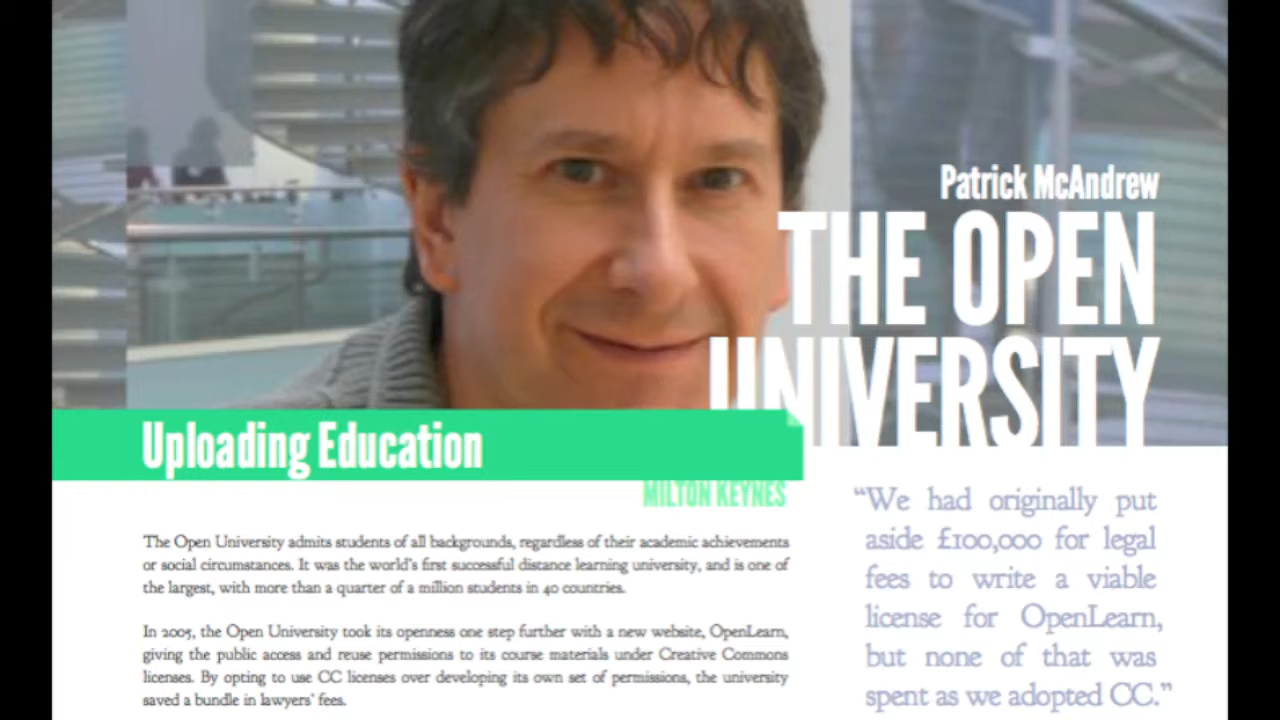 Patrick McAndrew
THE OPEN
UNIVERSITY
Uploading Education
MILTON KEYNES
The Open University admits students of all backgrounds, regardless of their academic achievements
or social circumstances. It was the world's first successful distance learning university, and is one of
the largest, with more than a quarter of a million students in 40 countries.
In 2005, the Open University took its openness one step further with a new website, OpenLearn,
giving the public access and reuse permissions to its course materials under Creative Commons
licenses. By opting to use CC licenses over developing its own set of permissions, the university
saved a bundle in lawyers' fees.
“We had originally put
aside £100,000 for legal
fees to write a viable
license for OpenLearn,
but none of that was
spent as we adopted CC.”